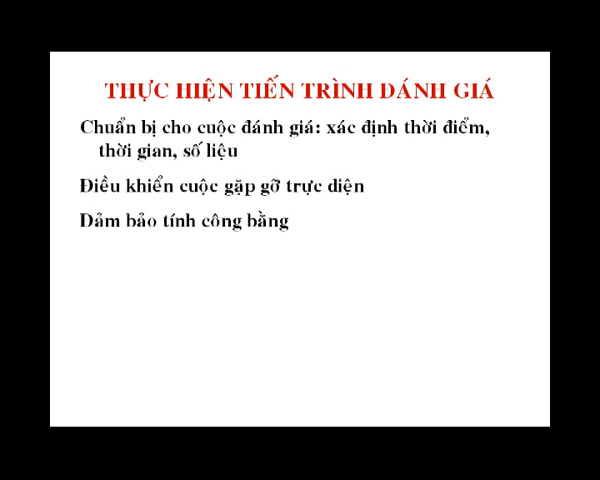 THỰC HIỆN TIẾN TRÌNH ĐÁNH GIÁ
Chuẩn bị cho cuộc đánh giá: xác định thời điểm,
thời gian, số liệu
Điều khiển cuộc gặp gỡ trực diện
Đảm bảo tính công bằng